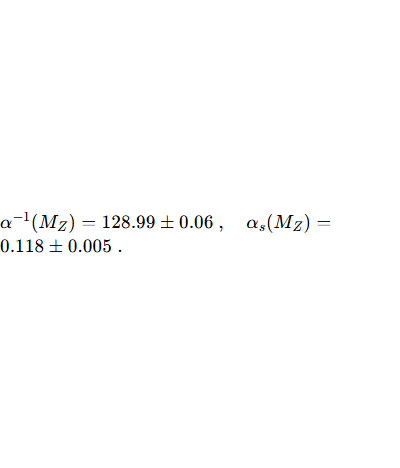 α⁻¹(M_Z) = 128.99 ± 0.06 , α_s(M_Z) =
0.118 ± 0.005 .